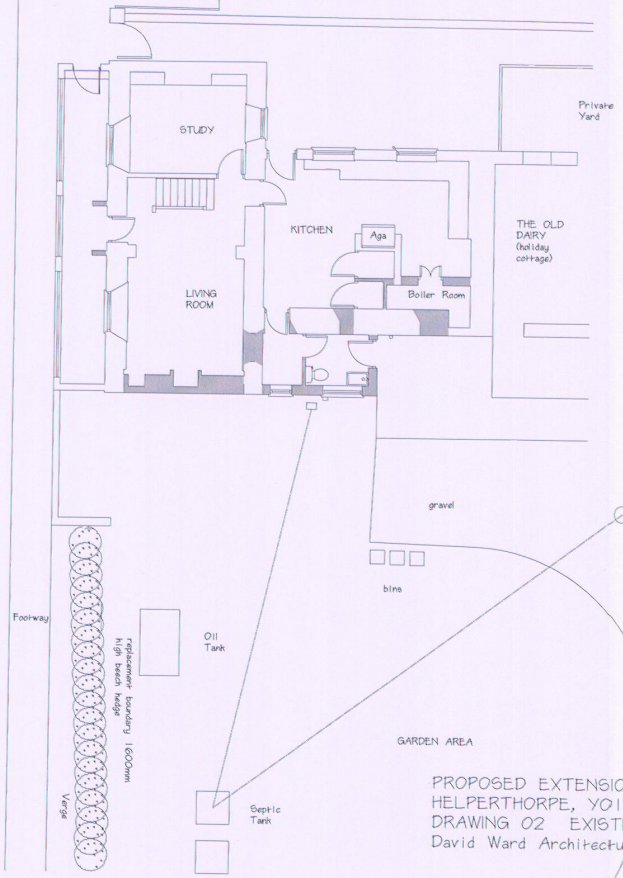 Private
Yard
STUDY
THE OLD
DAIRY
(holiday
cottage)
KITCHEN
Aga
LIVING
ROOM
Boiler Room
gravel
bins
Footway
Oil
Tank
replacement boundary 1600mm
high beech hedge
GARDEN AREA
Verge
Septic
Tank
PROPOSED EXTENSIO
HELPERTHORPE, YO1
DRAWING 02 EXIST
David Ward Architectu